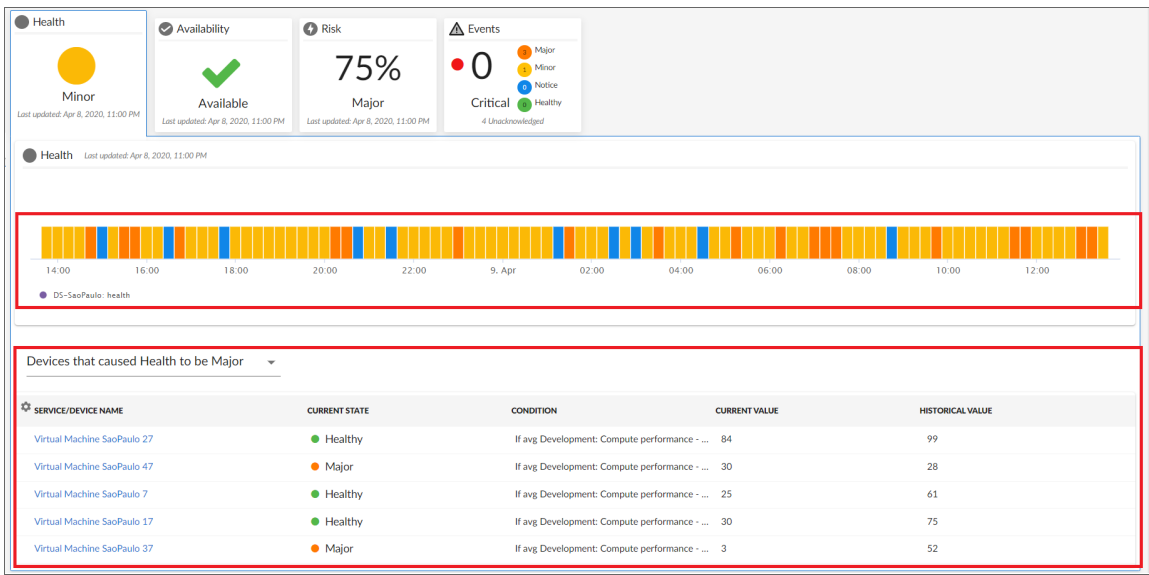 Health
Minor
Last updated: Apr 8, 2020, 11:00 PM
Availability
Available
Last updated: Apr 8, 2020, 11:00 PM
Risk
75%
Major
Last updated: Apr 8, 2020, 11:00 PM
Events
0
Critical
3 Major
1 Minor
0 Notice
0 Healthy
4 Unacknowledged
Health Last updated: Apr 8, 2020, 11:00 PM
14:00 16:00 18:00 20:00 22:00 9. Apr 02:00 04:00 06:00 08:00 10:00 12:00
DS-SaoPaulo: health
Devices that caused Health to be Major
SERVICE/DEVICE NAME CURRENT STATE CONDITION CURRENT VALUE HISTORICAL VALUE
Virtual Machine SaoPaulo 27 Healthy If avg Development: Compute performance - ... 84 99
Virtual Machine SaoPaulo 47 Major If avg Development: Compute performance - ... 30 28
Virtual Machine SaoPaulo 7 Healthy If avg Development: Compute performance - ... 25 61
Virtual Machine SaoPaulo 17 Healthy If avg Development: Compute performance - ... 30 75
Virtual Machine SaoPaulo 37 Major If avg Development: Compute performance - ... 3 52